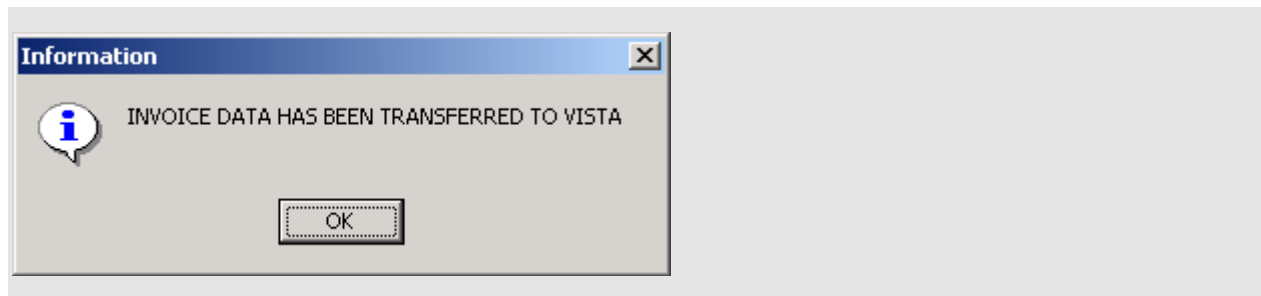 Information
INVOICE DATA HAS BEEN TRANSFERRED TO VISTA
OK